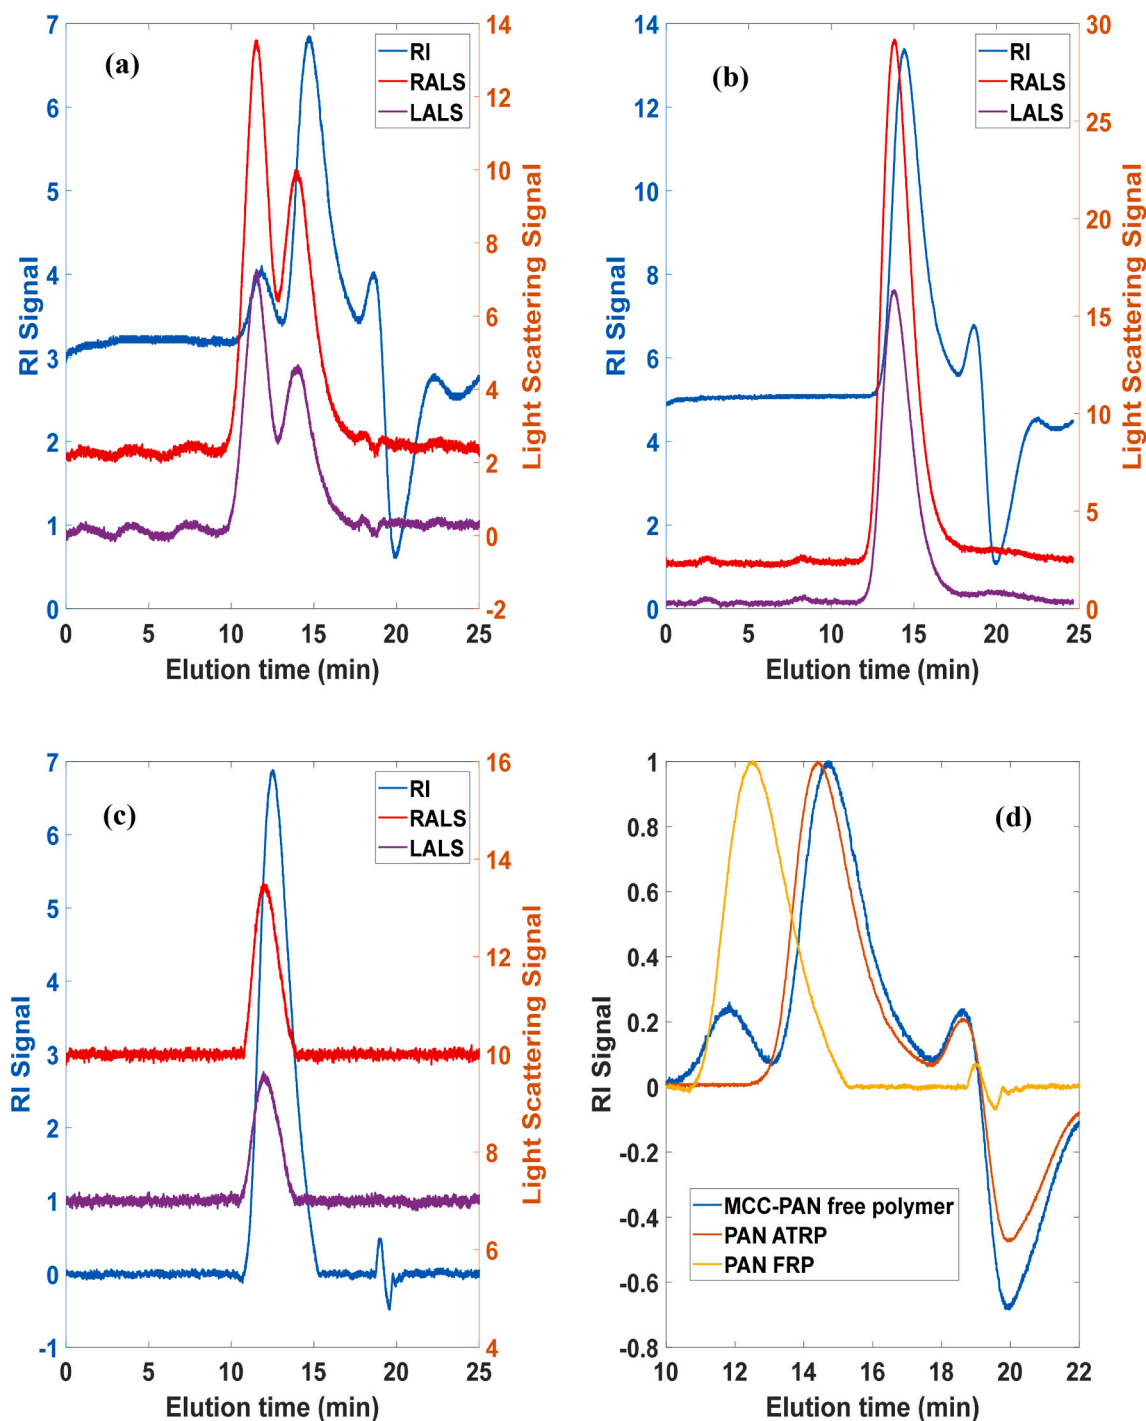 (a)
RI
RALS
LALS
7
6
5
4
3
2
1
0
14
12
10
8
6
4
2
0
-2
0 5 10 15 20 25
RI Signal
Light Scattering Signal
Elution time (min)
(b)
RI
RALS
LALS
14
12
10
8
6
4
2
0
30
25
20
15
10
5
0
0 5 10 15 20 25
RI Signal
Light Scattering Signal
Elution time (min)
(c)
RI
RALS
LALS
7
6
5
4
3
2
1
0
-1
16
14
12
10
8
6
4
0 5 10 15 20 25
RI Signal
Light Scattering Signal
Elution time (min)
(d)
1
0.8
0.6
0.4
0.2
0
-0.2
-0.4
-0.6
-0.8
MCC-PAN free polymer
PAN ATRP
PAN FRP
10 12 14 16 18 20 22
RI Signal
Elution time (min)